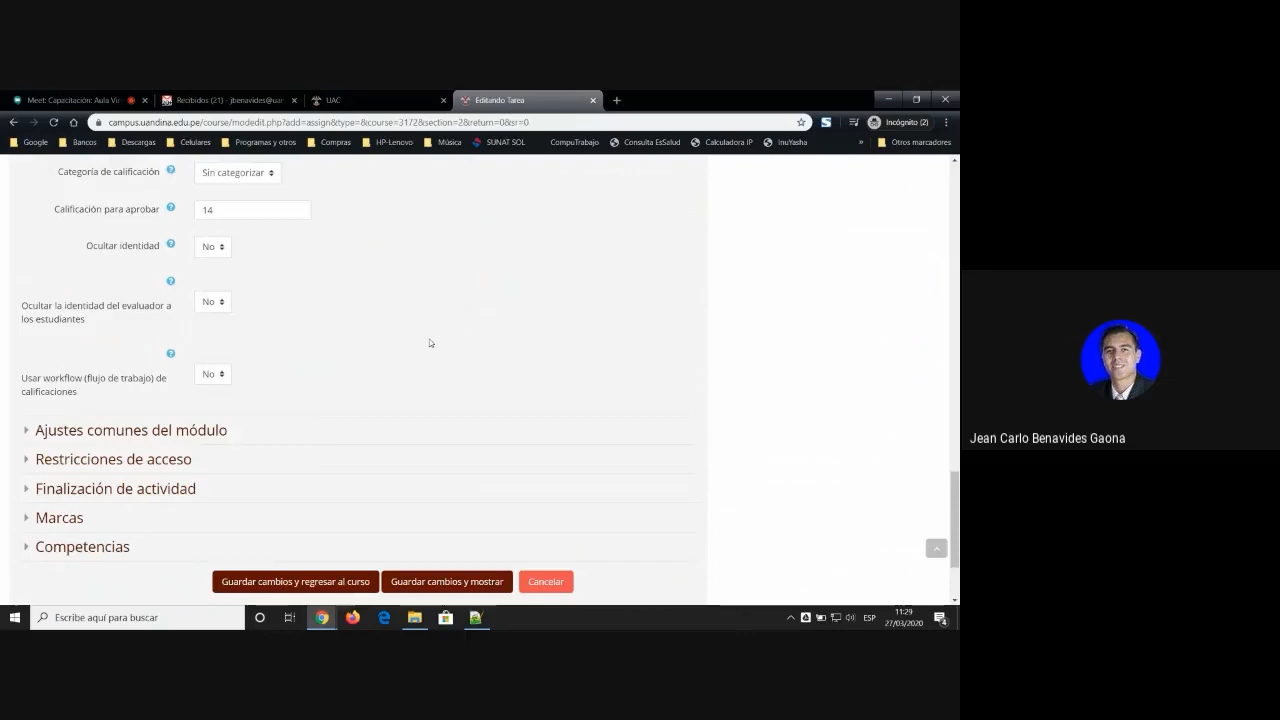 Meet: Capacitación: Aula Vir
Recibidos (21) - jbenavides@uan
UAC
Editando Tarea
campus.uandina.edu.pe/course/modedit.php?add=assign&type=&course=3172&section=2&return=0&sr=0
Incógnito (2)
Google
Bancos
Descargas
Celulares
Programas y otros
Compras
HP-Lenovo
Música
SUNAT SOL
CompuTrabajo
Consulta EsSalud
Calculadora IP
InuYasha
»
Otros marcadores
Categoría de calificación
Sin categorizar
Calificación para aprobar
14
Ocultar identidad
No
Ocultar la identidad del evaluador a
los estudiantes
No
Usar workflow (flujo de trabajo) de
calificaciones
No
Ajustes comunes del módulo
Restricciones de acceso
Finalización de actividad
Marcas
Competencias
Guardar cambios y regresar al curso
Guardar cambios y mostrar
Cancelar
Jean Carlo Benavides Gaona
Escribe aquí para buscar
ESP
11:29
27/03/2020
4